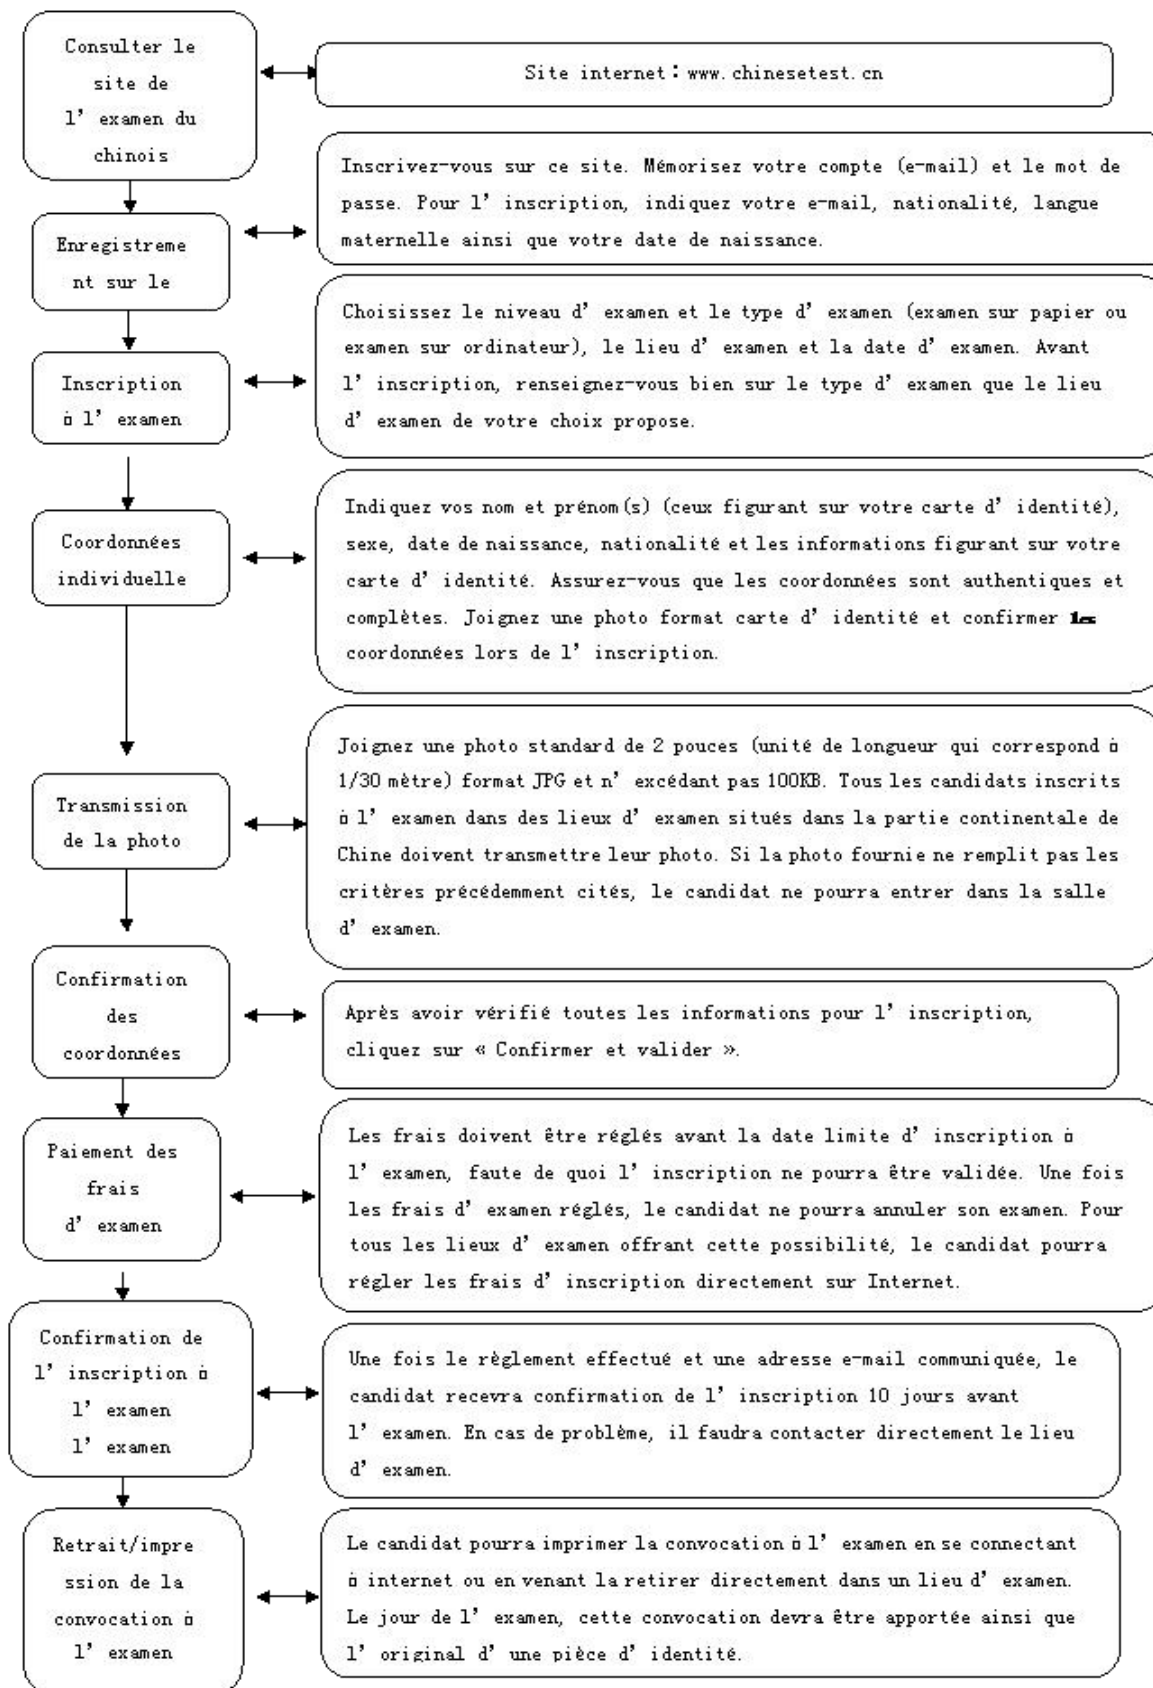 Consulter le
site de
l'examen du
chinois
Site internet：www.chinesetest.cn
Enregistreme
nt sur le
Inscrivez-vous sur ce site. Mémorisez votre compte (e-mail) et le mot de
passe. Pour l'inscription, indiquez votre e-mail, nationalité, langue
maternelle ainsi que votre date de naissance.
Inscription
à l'examen
Choisissez le niveau d'examen et le type d'examen (examen sur papier ou
examen sur ordinateur), le lieu d'examen et la date d'examen. Avant
l'inscription, renseignez-vous bien sur le type d'examen que le lieu
d'examen de votre choix propose.
Coordonnées
individuelle
Indiquez vos nom et prénom(s) (ceux figurant sur votre carte d'identité),
sexe, date de naissance, nationalité et les informations figurant sur votre
carte d'identité. Assurez-vous que les coordonnées sont authentiques et
complètes. Joignez une photo format carte d'identité et confirmer les
coordonnées lors de l'inscription.
Transmission
de la photo
Joignez une photo standard de 2 pouces (unité de longueur qui correspond à
1/30 mètre) format JPG et n'excédant pas 100KB. Tous les candidats inscrits
à l'examen dans des lieux d'examen situés dans la partie continentale de
Chine doivent transmettre leur photo. Si la photo fournie ne remplit pas les
critères précédemment cités, le candidat ne pourra entrer dans la salle
d'examen.
Confirmation
des
coordonnées
Après avoir vérifié toutes les informations pour l'inscription,
cliquez sur « Confirmer et valider ».
Paiement des
frais
d'examen
Les frais doivent être réglés avant la date limite d'inscription à
l'examen, faute de quoi l'inscription ne pourra être validée. Une fois
les frais d'examen réglés, le candidat ne pourra annuler son examen. Pour
tous les lieux d'examen offrant cette possibilité, le candidat pourra
régler les frais d'inscription directement sur Internet.
Confirmation de
l'inscription à
l'examen
l'examen
Une fois le règlement effectué et une adresse e-mail communiquée, le
candidat recevra confirmation de l'inscription 10 jours avant
l'examen. En cas de problème, il faudra contacter directement le lieu
d'examen.
Retrait/impre
ssion de la
convocation à
l'examen
Le candidat pourra imprimer la convocation à l'examen en se connectant
à internet ou en venant la retirer directement dans un lieu d'examen.
Le jour de l'examen, cette convocation devra être apportée ainsi que
l'original d'une pièce d'identité.